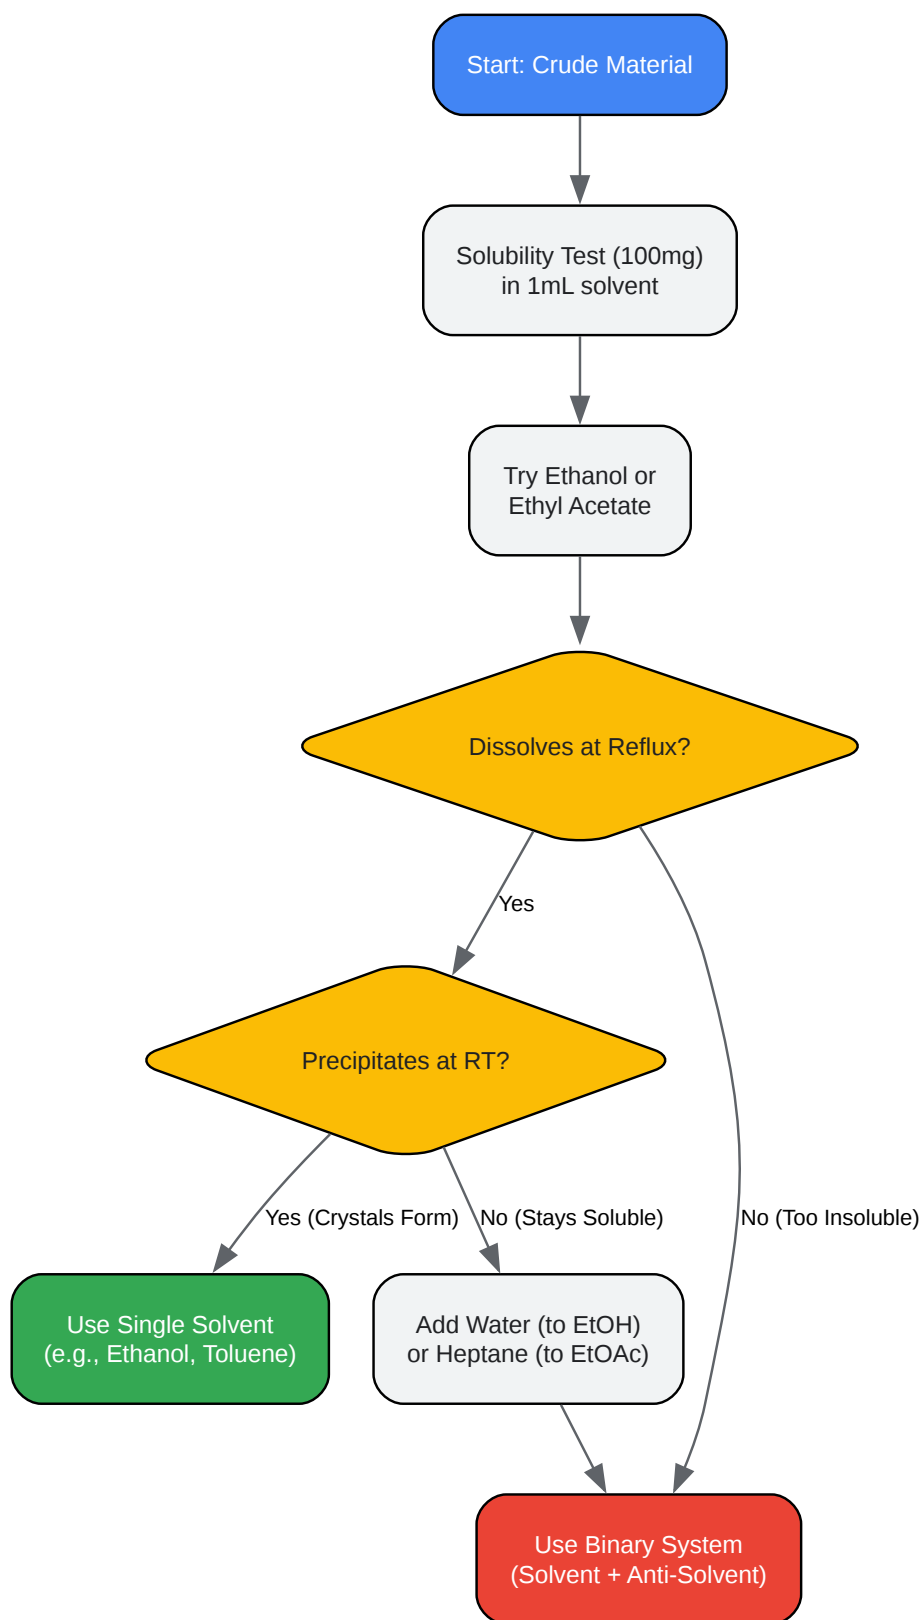 Start: Crude Material
Solubility Test (100mg)
in 1mL solvent
Try Ethanol or
Ethyl Acetate
Dissolves at Reflux?
Yes
Precipitates at RT?
Yes (Crystals Form)
No (Stays Soluble)
No (Too Insoluble)
Use Single Solvent
(e.g., Ethanol, Toluene)
Add Water (to EtOH)
or Heptane (to EtOAc)
Use Binary System
(Solvent + Anti-Solvent)